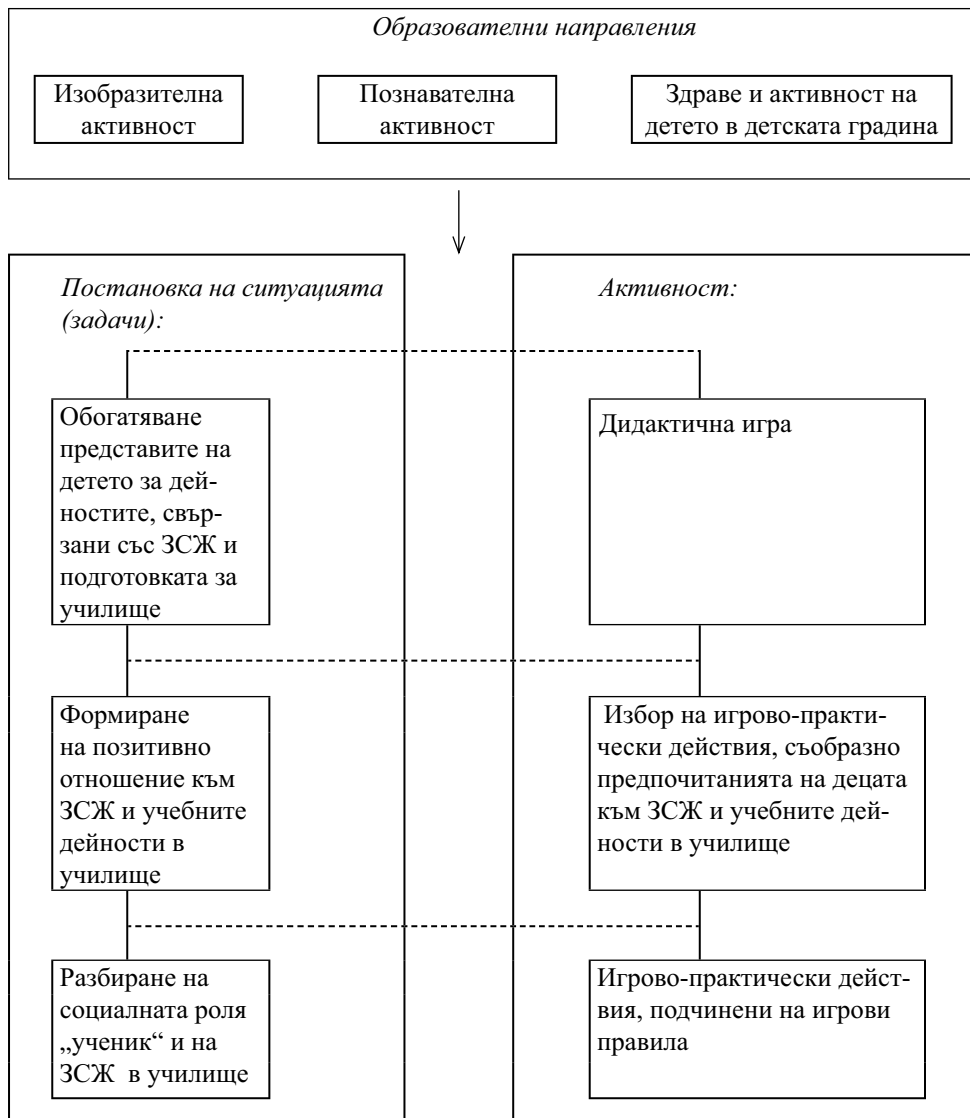 Образователни направления
Изобразителна
активност
Познавателна
активност
Здраве и активност на
детето в детската градина
Постановка на ситуацията
(задачи):
Активност:
Обогатяване
представите на
детето за дей-
ностите, свър-
зани със ЗСЖ и
подготовката за
училище
Дидактична игра
Формиране
на позитивно
отношение към
ЗСЖ и учебните
дейности в
училище
Избор на игрово-практи-
чески действия, съобразно
предпочитанията на децата
към ЗСЖ и учебните дей-
ности в училище
Разбиране на
социалната роля
„ученик“ и на
ЗСЖ в училище
Игрово-практически дейст-
вия, подчинени на игрови
правила